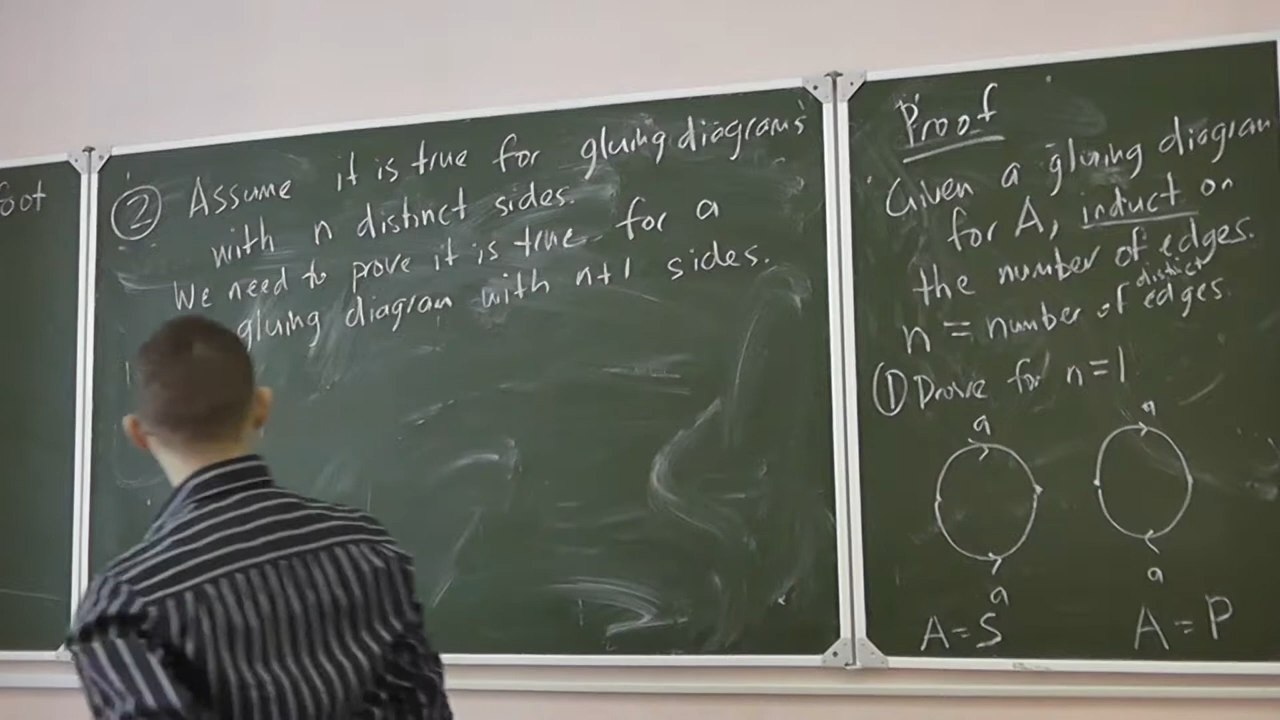 oot
② Assume it is true for gluing diagrams
with n distinct sides.
We need to prove it is true for a
gluing diagram with n+1 sides.
Proof
Given a gluing diagram
for A, induct on
the number of edges.
n = number of distict edges.
① Prove for n=1
a a
a a
A=S A=P